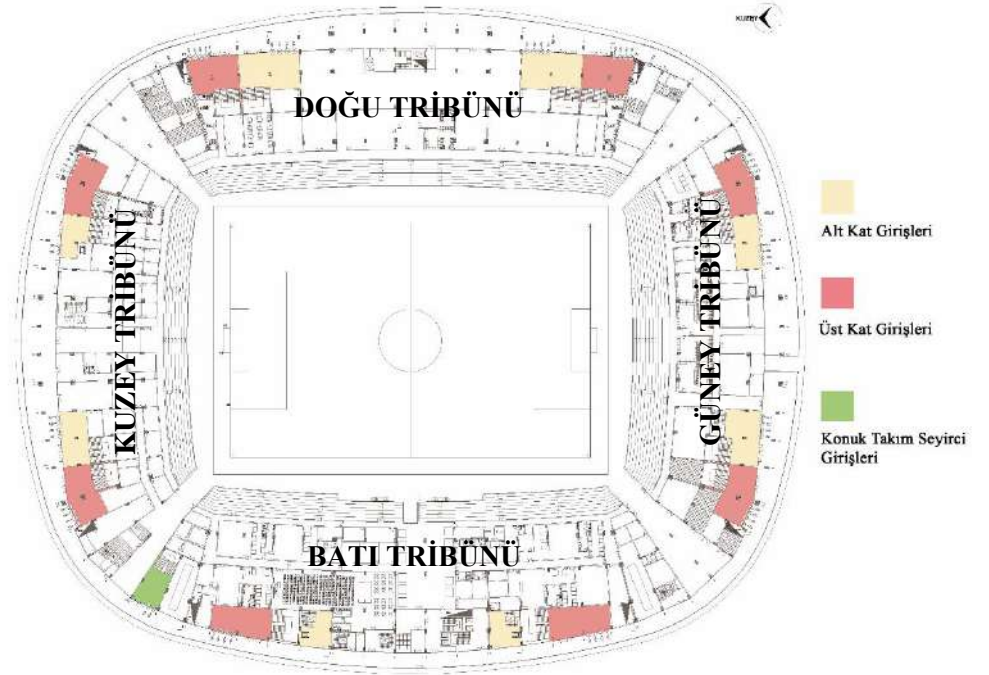 KUZEY
DOĞU TRİBÜNÜ
KUZEY TRİBÜNÜ
GÜNEY TRİBÜNÜ
BATI TRİBÜNÜ
Alt Kat Girişleri
Üst Kat Girişleri
Konuk Takım Seyirci
Girişleri